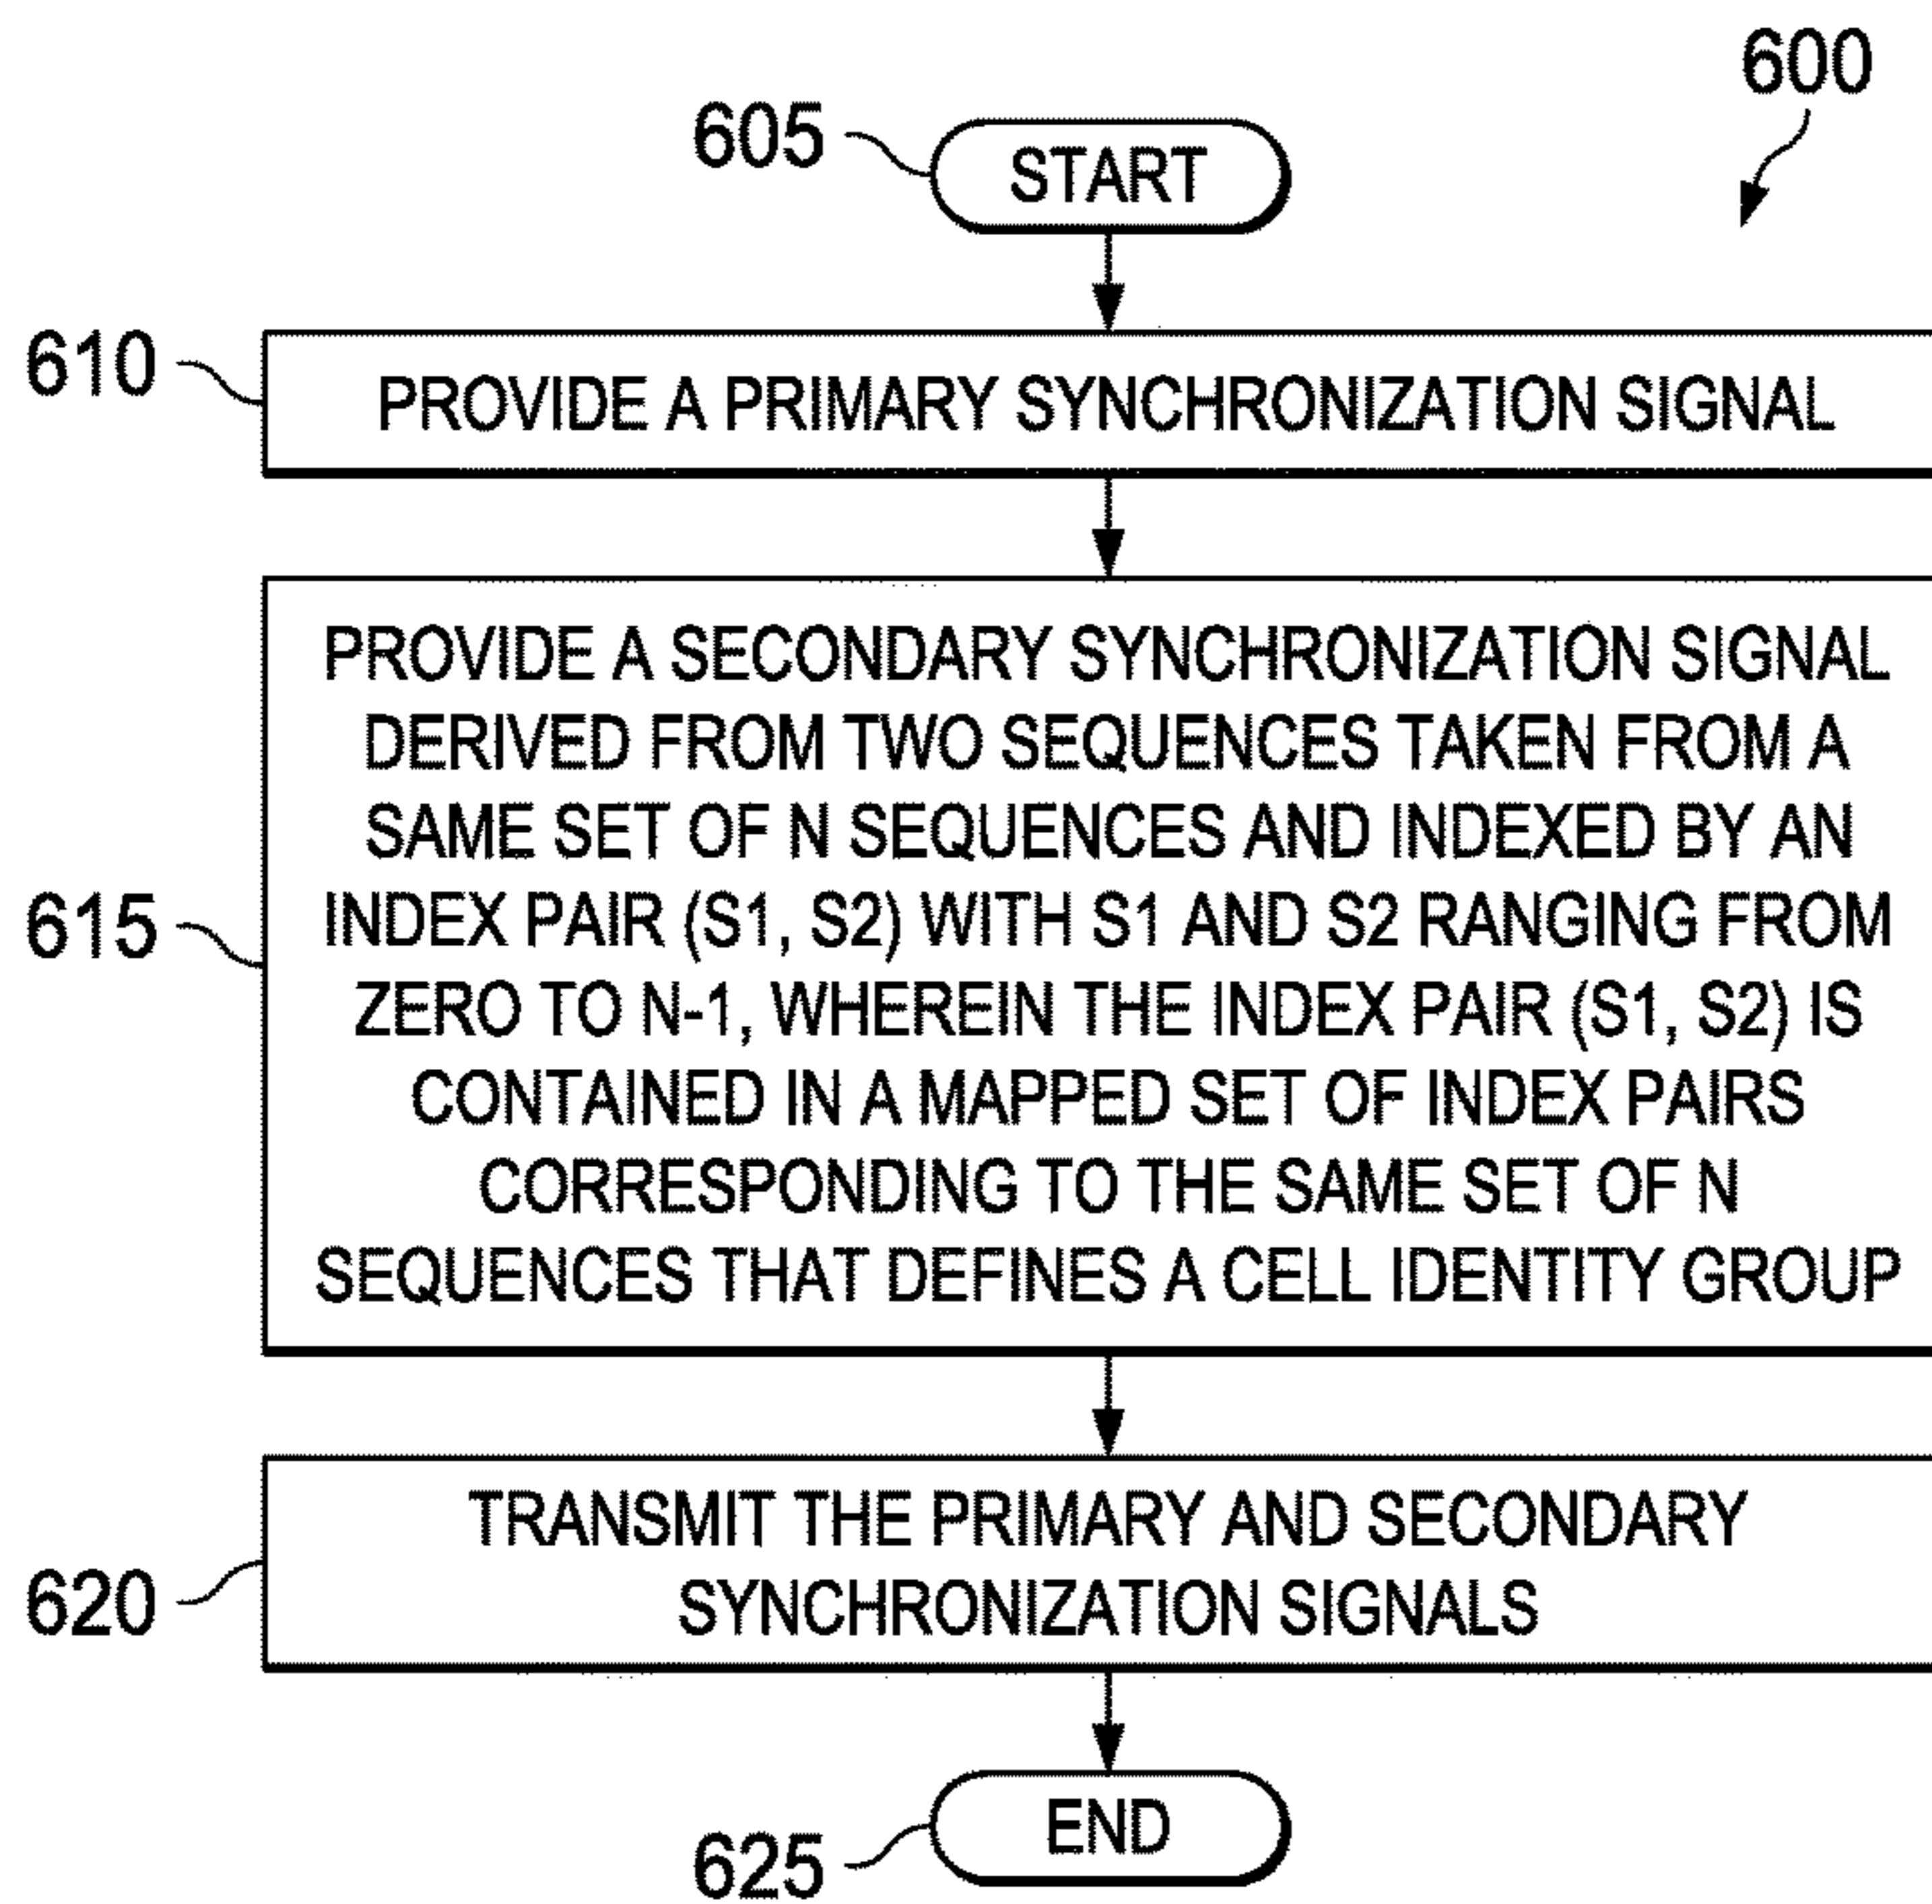 600
605
START
610
PROVIDE A PRIMARY SYNCHRONIZATION SIGNAL
615
PROVIDE A SECONDARY SYNCHRONIZATION SIGNAL
DERIVED FROM TWO SEQUENCES TAKEN FROM A
SAME SET OF N SEQUENCES AND INDEXED BY AN
INDEX PAIR (S1, S2) WITH S1 AND S2 RANGING FROM
ZERO TO N-1, WHEREIN THE INDEX PAIR (S1, S2) IS
CONTAINED IN A MAPPED SET OF INDEX PAIRS
CORRESPONDING TO THE SAME SET OF N
SEQUENCES THAT DEFINES A CELL IDENTITY GROUP
620
TRANSMIT THE PRIMARY AND SECONDARY
SYNCHRONIZATION SIGNALS
625
END